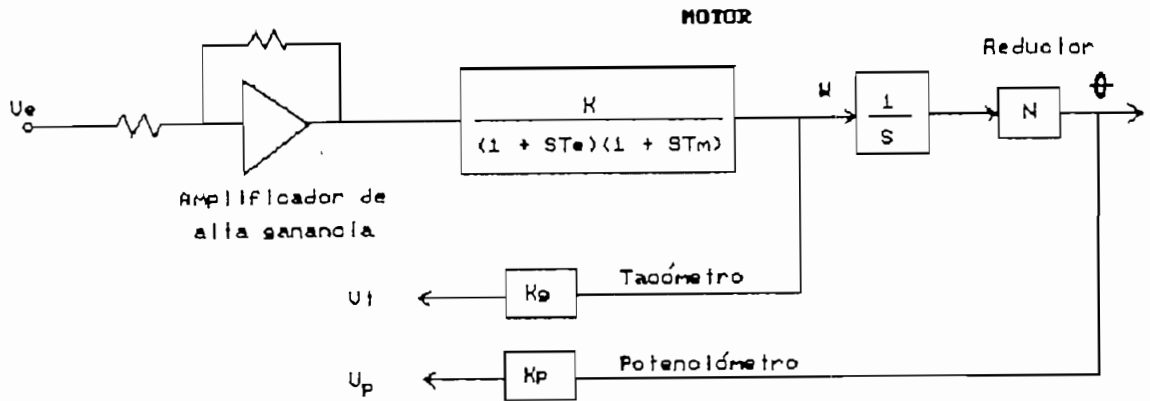 MOTOR
Reductor
Ve
K
(1 + STe)(1 + STm)
W
1
S
N
θ
Amplificador de
alta ganancia
Vt
Kg
Tacómetro
Vp
Kp
Potenciómetro